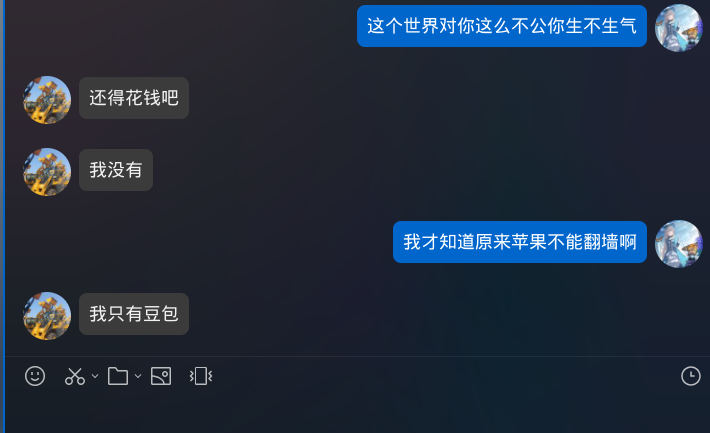 这个世界对你这么不公你生不生气
还得花钱吧
我没有
我才知道原来苹果不能翻墙啊
我只有豆包